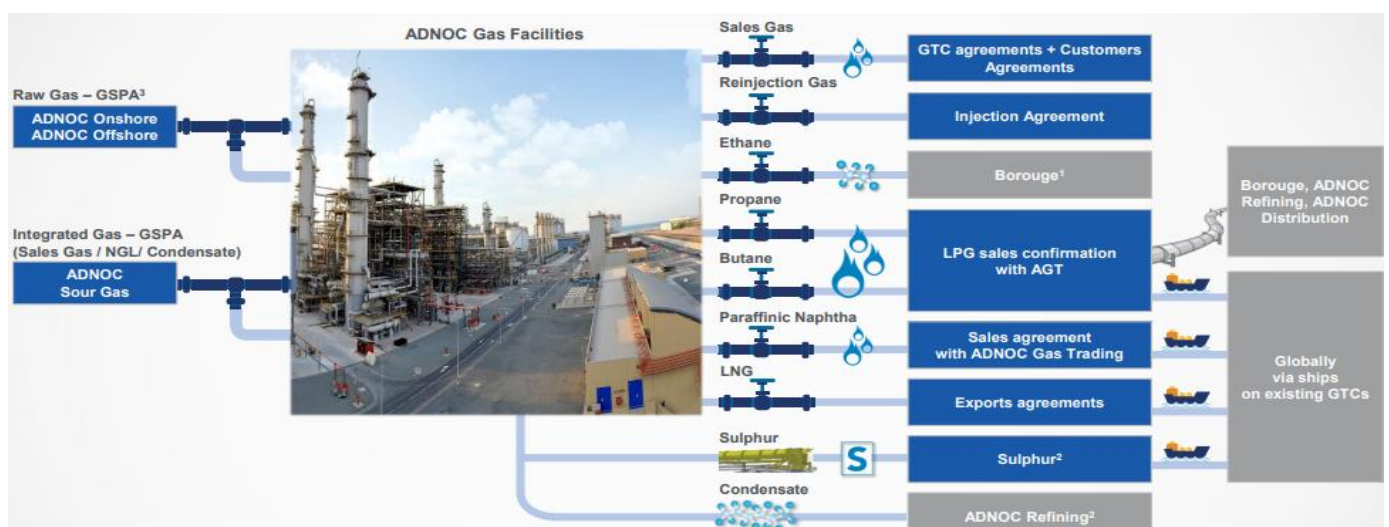 ADNOC Gas Facilities
Raw Gas – GSPA³
ADNOC Onshore
ADNOC Offshore
Integrated Gas – GSPA
(Sales Gas / NGL/ Condensate)
ADNOC
Sour Gas
Sales Gas
GTC agreements + Customers
Agreements
Reinjection Gas
Injection Agreement
Ethane
Borouge¹
Propane
Butane
LPG sales confirmation
with AGT
Borouge, ADNOC
Refining, ADNOC
Distribution
Paraffinic Naphtha
Sales agreement
with ADNOC Gas Trading
LNG
Exports agreements
Globally
via ships
on existing GTCs
Sulphur
S
Sulphur²
Condensate
ADNOC Refining²